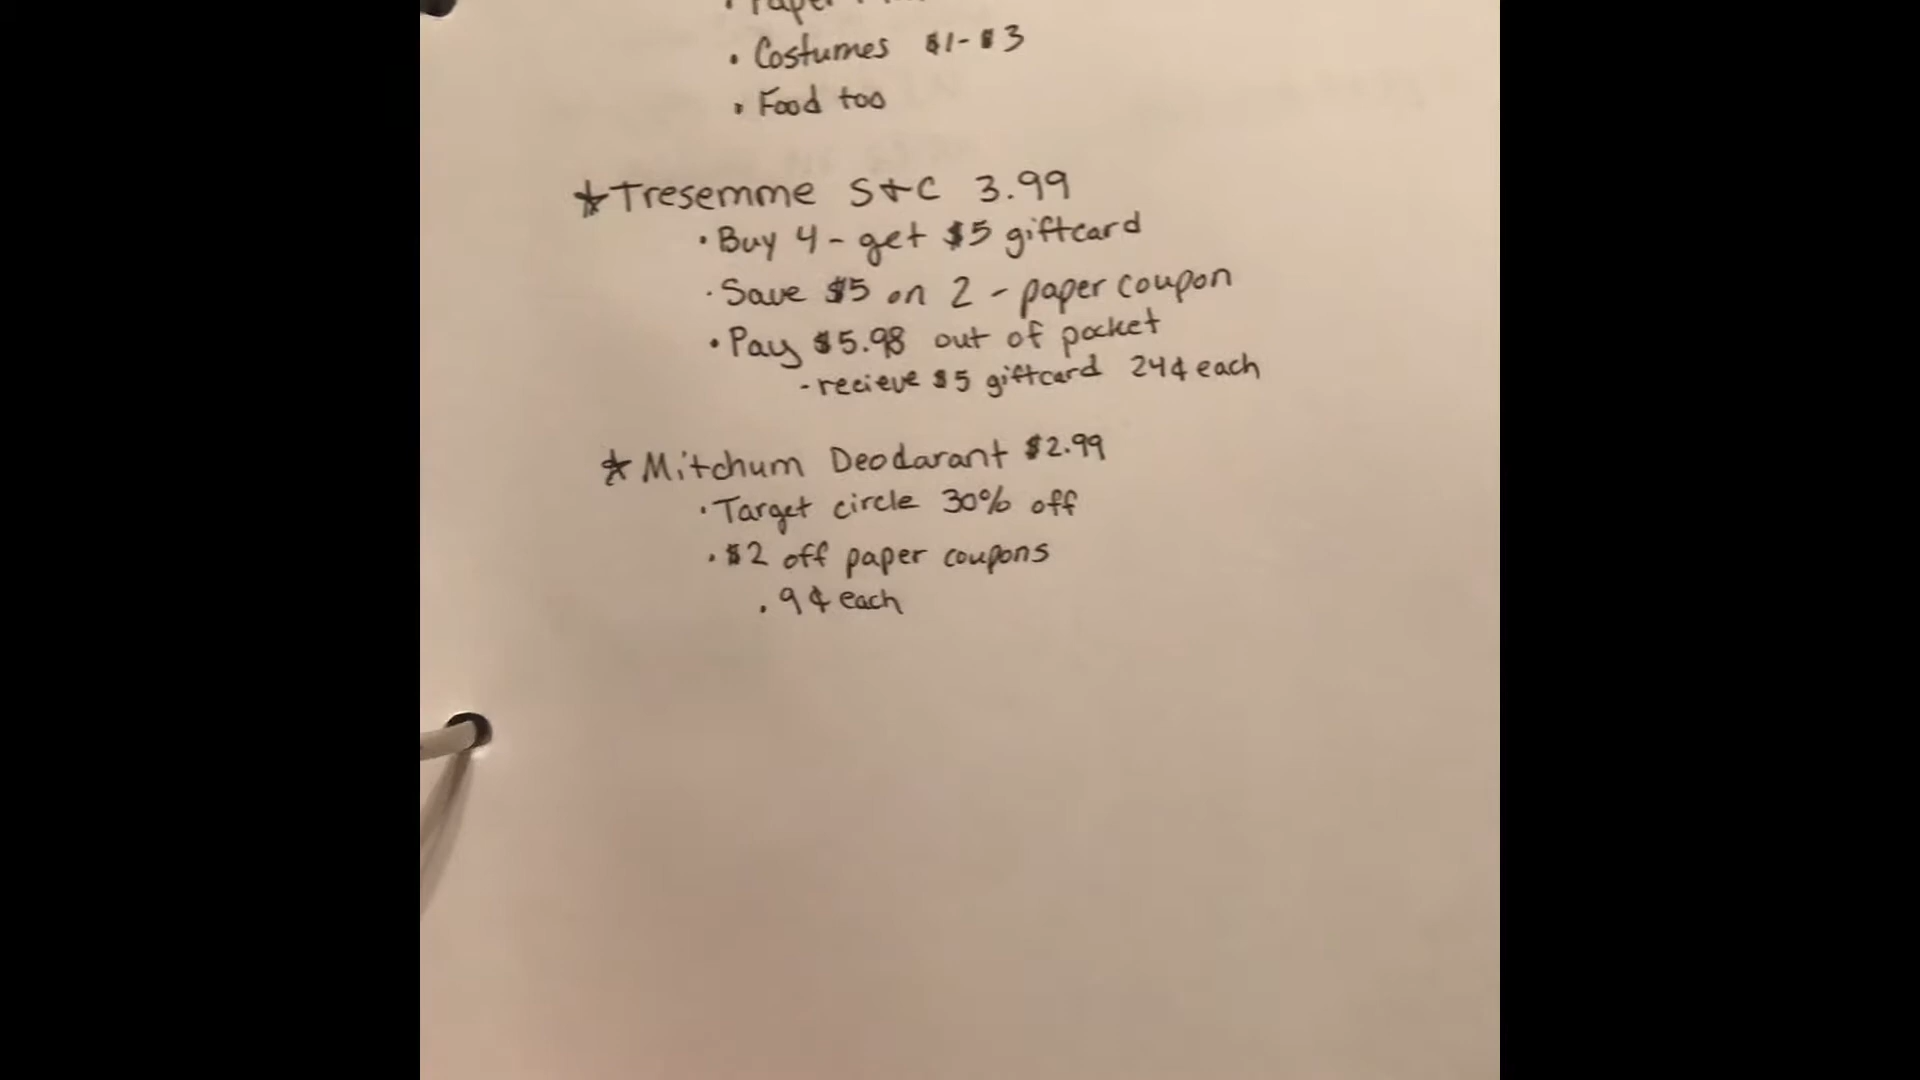 • Paper
• Costumes $1-$3
• Food too
★Tresemme S+C 3.99
• Buy 4 - get $5 giftcard
• Save $5 on 2 - paper coupon
• Pay $5.98 out of pocket
- recieve $5 giftcard 24¢ each
★Mitchum Deodarant $2.99
• Target circle 30% off
• $2 off paper coupons
• 9¢ each